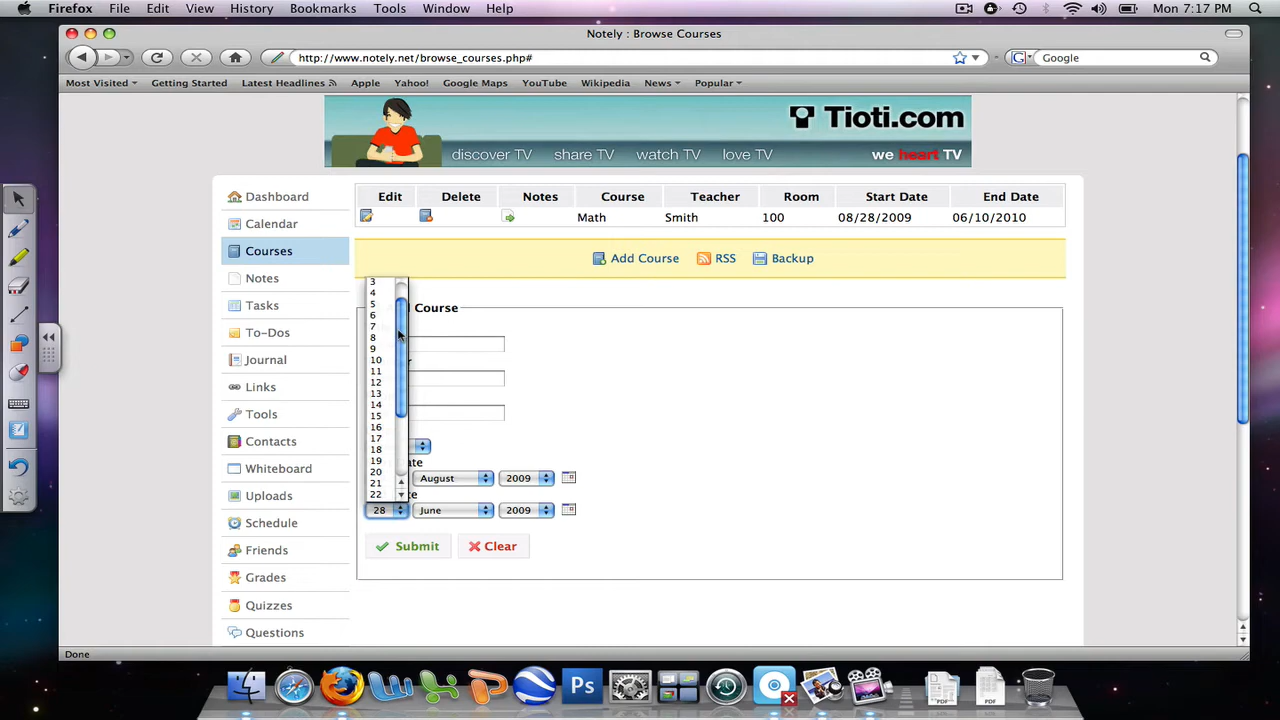 Firefox File Edit View History Bookmarks Tools Window Help Mon 7:17 PM
Notely : Browse Courses
http://www.notely.net/browse_courses.php# Google
Most Visited Getting Started Latest Headlines Apple Yahoo! Google Maps YouTube Wikipedia News Popular
Tioti.com
discover TV share TV watch TV love TV we heart TV
Dashboard
Calendar
Courses
Notes
Tasks
To-Dos
Journal
Links
Tools
Contacts
Whiteboard
Uploads
Schedule
Friends
Grades
Quizzes
Questions
Edit Delete Notes Course Teacher Room Start Date End Date
Math Smith 100 08/28/2009 06/10/2010
Add Course RSS Backup
Course
3
4
5
6
7
8
9
10
11
12
13
14
15
16
17
18
19
20
21
22
August 2009
28 June 2009
Submit Clear
Done
W X P Ps
PDF PDF